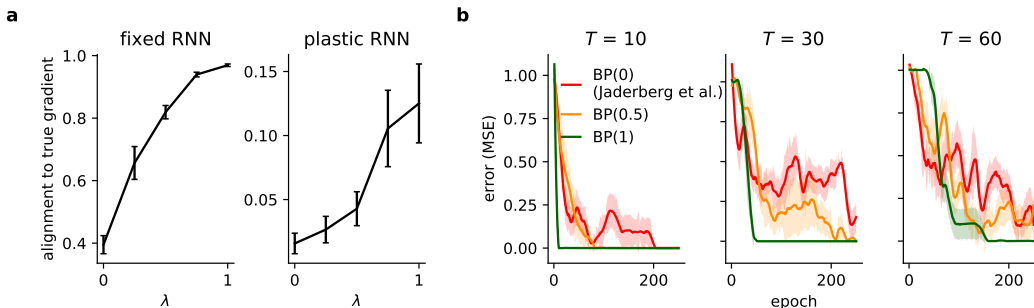 a
fixed RNN
plastic RNN
alignment to true gradient
1.0
0.8
0.6
0.4
0
1
λ
0.15
0.10
0.05
0
1
λ
b
T = 10
T = 30
T = 60
error (MSE)
1.00
0.75
0.50
0.25
0.00
BP(0)
(Jaderberg et al.)
BP(0.5)
BP(1)
0
200
0
200
0
200
epoch